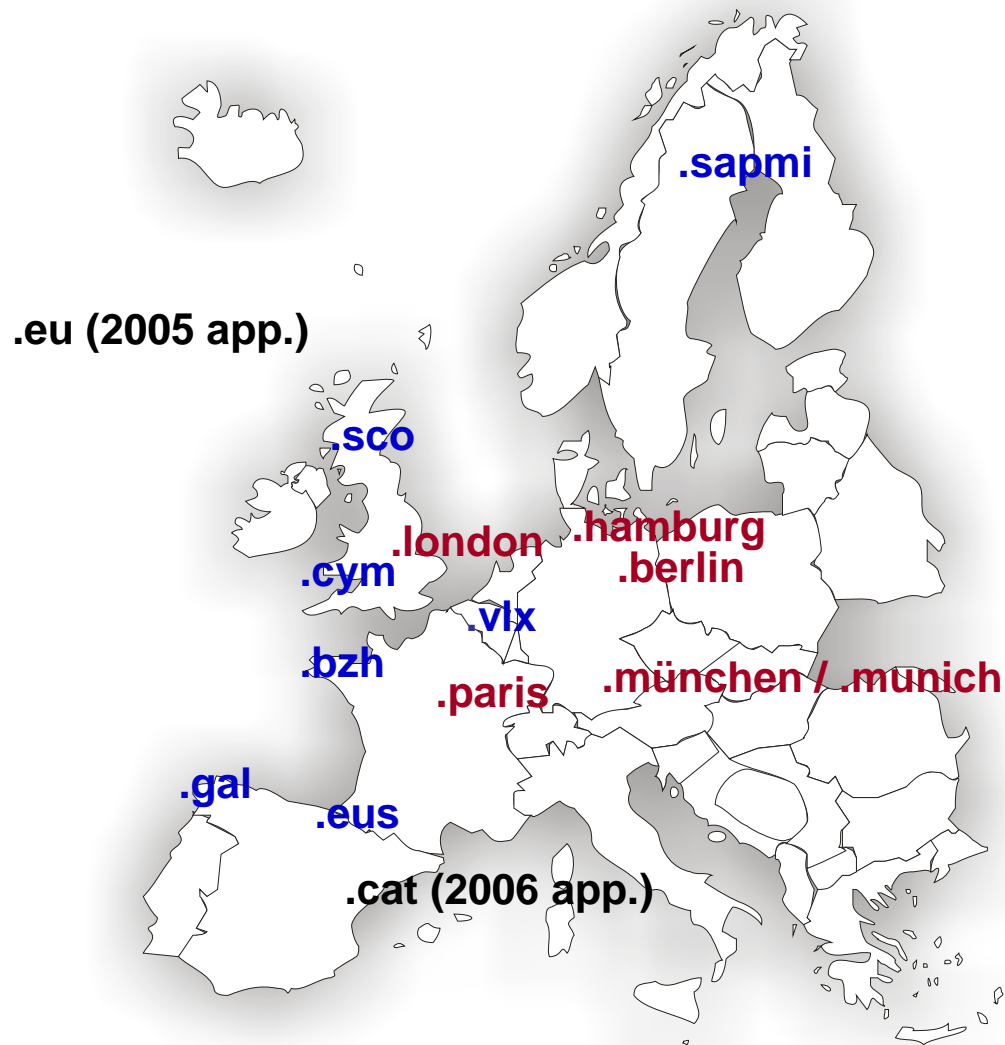 .sapmi
.eu (2005 app.)
.sco
.hamburg
.london
.berlin
.cym
.vlx
.bzh
.münchen / .munich
.paris
.gal
.eus
.cat (2006 app.)